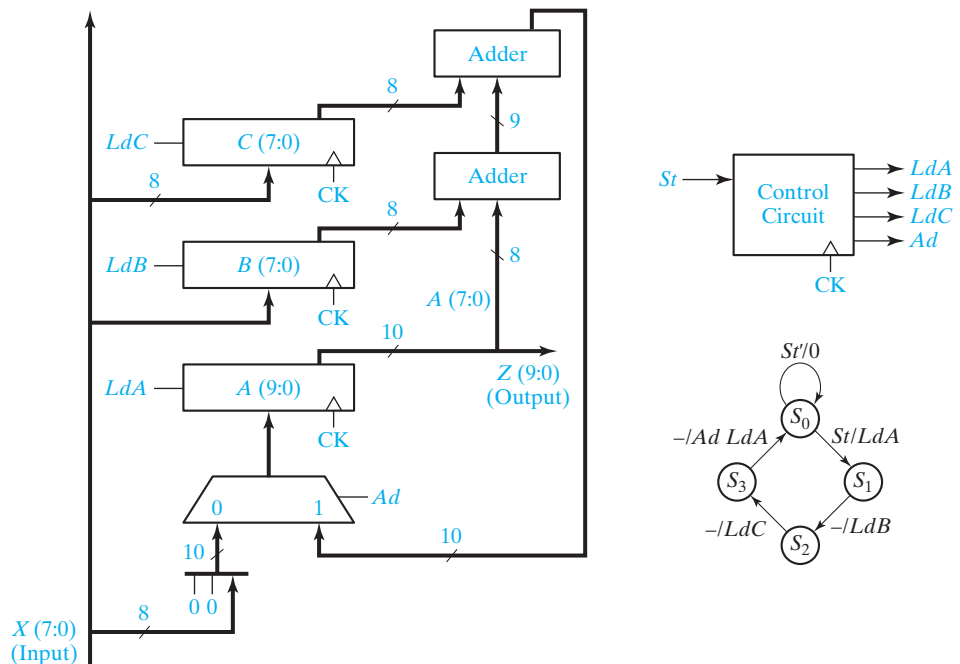 Adder
8
9
LdC
C (7:0)
CK
8
Adder
8
8
LdB
B (7:0)
CK
A (7:0)
10
Z (9:0)
(Output)
LdA
A (9:0)
CK
0
1
Ad
10
10
0 0
8
X (7:0)
(Input)
St
Control
Circuit
CK
LdA
LdB
LdC
Ad
St'/0
S0
–/Ad LdA
St/LdA
S3
S1
–/LdC
–/LdB
S2